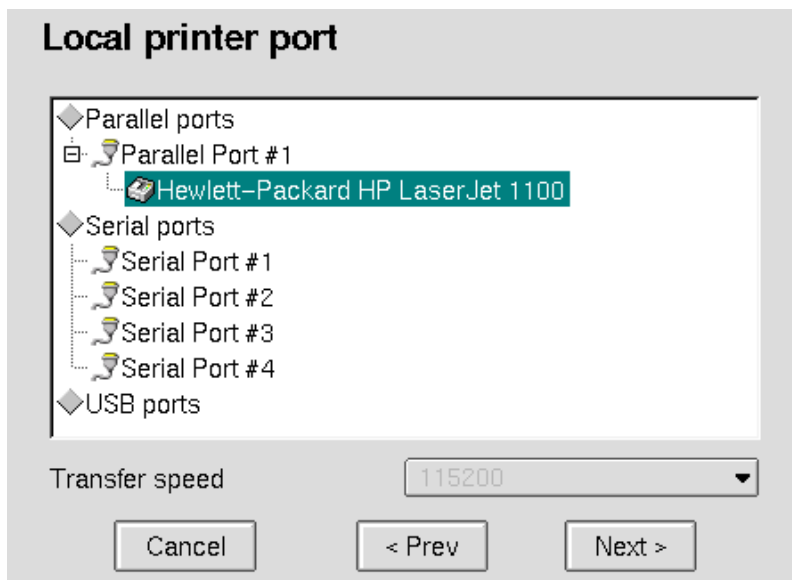 Local printer port
Parallel ports
Parallel Port #1
Hewlett–Packard HP LaserJet 1100
Serial ports
Serial Port #1
Serial Port #2
Serial Port #3
Serial Port #4
USB ports
Transfer speed 115200
Cancel < Prev Next >